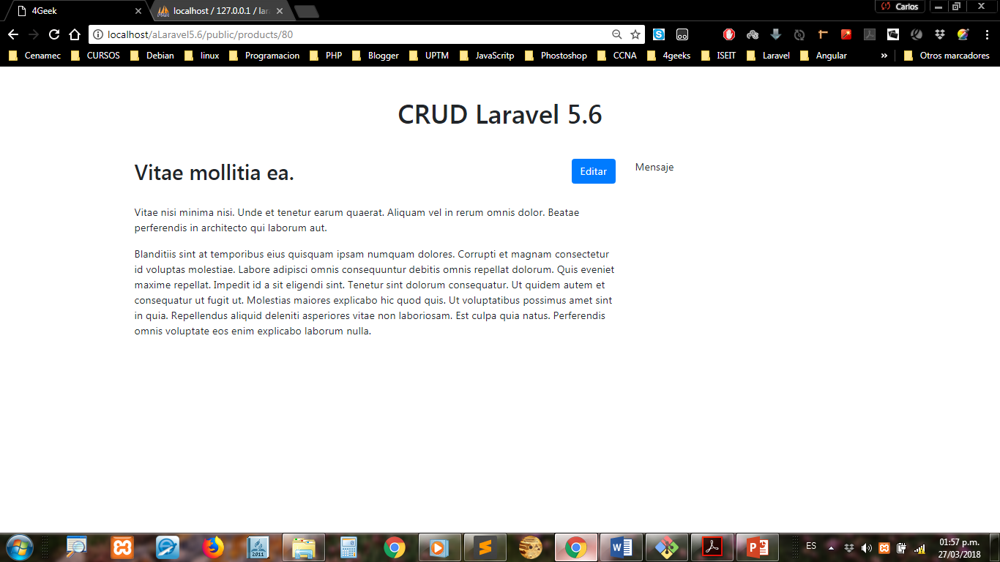 4Geek
localhost / 127.0.0.1 / lar
Carlos
localhost/aLaravel5.6/public/products/80
Cenamec CURSOS Debian linux Programacion PHP Blogger UPTM JavaScritp Photoshop CCNA 4geeks ISEIT Laravel Angular » Otros marcadores
CRUD Laravel 5.6
Vitae mollitia ea.
Editar
Mensaje
Vitae nisi minima nisi. Unde et tenetur earum quaerat. Aliquam vel in rerum omnis dolor. Beatae
perferendis in architecto qui laborum aut.
Blanditiis sint at temporibus eius quisquam ipsam numquam dolores. Corrupti et magnam consectetur
id voluptas molestiae. Labore adipisci omnis consequuntur debitis omnis repellat dolorum. Quis eveniet
maxime repellat. Impedit id a sit eligendi sint. Tenetur sint dolorum consequatur. Ut quidem autem et
consequatur ut fugit ut. Molestias maiores explicabo hic quod quis. Ut voluptatibus possimus amet sint
in quia. Repellendus aliquid deleniti asperiores vitae non laboriosam. Est culpa quia natus. Perferendis
omnis voluptate eos enim explicabo laborum nulla.
2011
ES
01:57 p.m.
27/03/2018